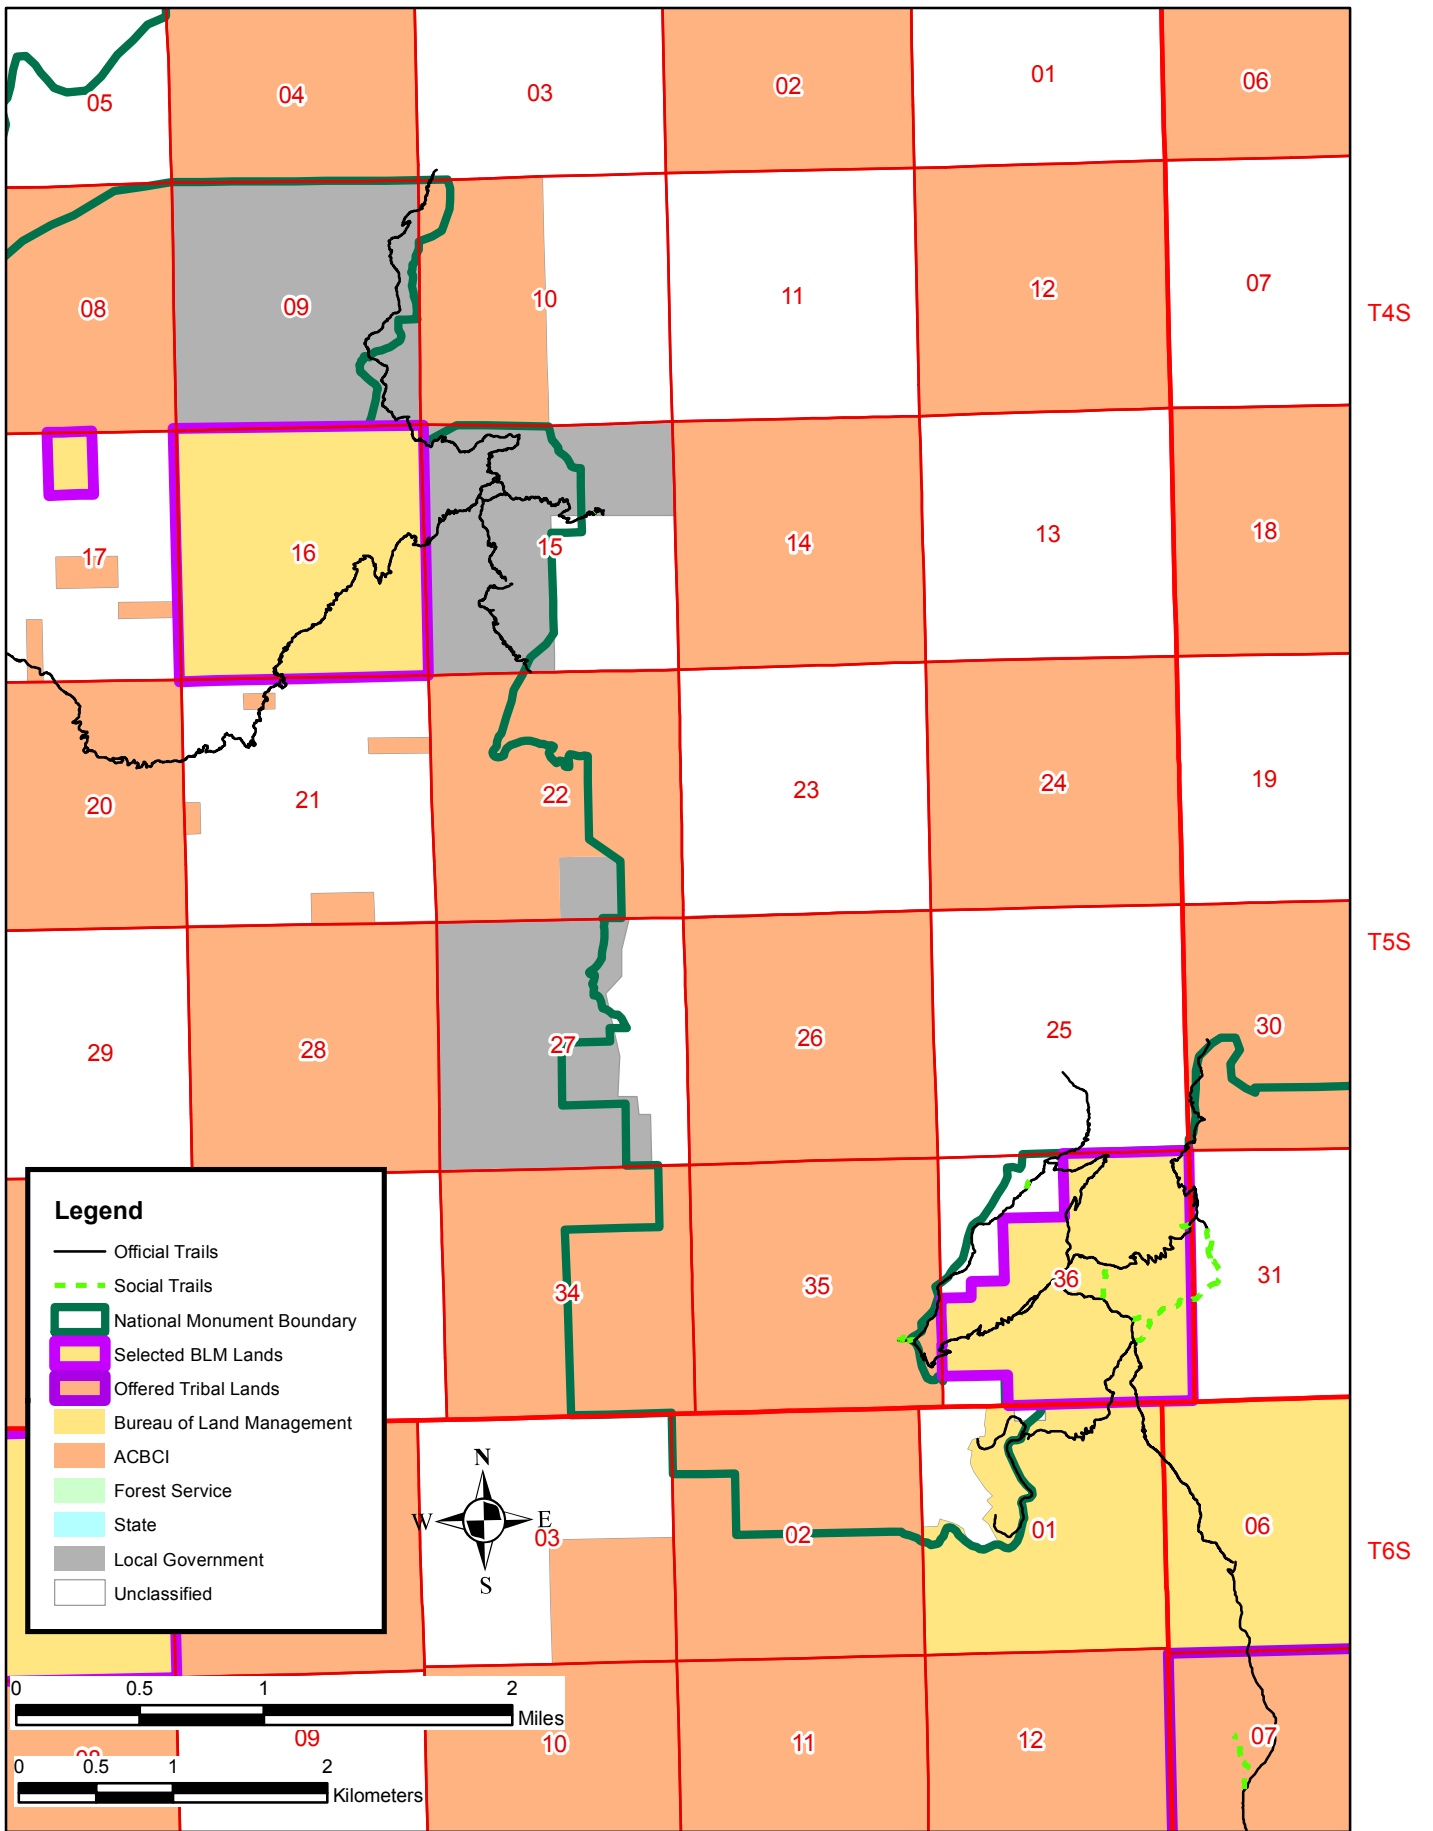 05
04
03
02
01
06
08
09
10
11
12
07
T4S
17
16
15
14
13
18
20
21
22
23
24
19
T5S
29
28
27
26
25
30
34
35
36
31
Legend
Official Trails
Social Trails
National Monument Boundary
Selected BLM Lands
Offered Tribal Lands
Bureau of Land Management
ACBCI
Forest Service
State
Local Government
Unclassified
N
W E
S
03
02
01
06
T6S
0 0.5 1 2
Miles
09
10
11
12
07
08
0 0.5 1 2
Kilometers